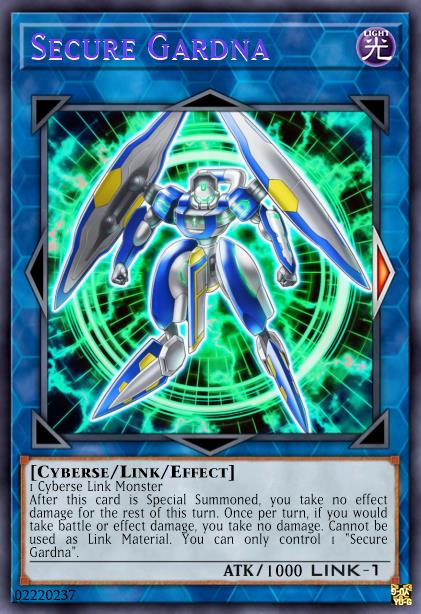 Secure Gardna
LIGHT
光
[Cyberse/Link/Effect]
1 Cyberse Link Monster
After this card is Special Summoned, you take no effect
damage for the rest of this turn. Once per turn, if you would
take battle or effect damage, you take no damage. Cannot be
used as Link Material. You can only control 1 "Secure
Gardna".
ATK/1000 LINK-1
02220237